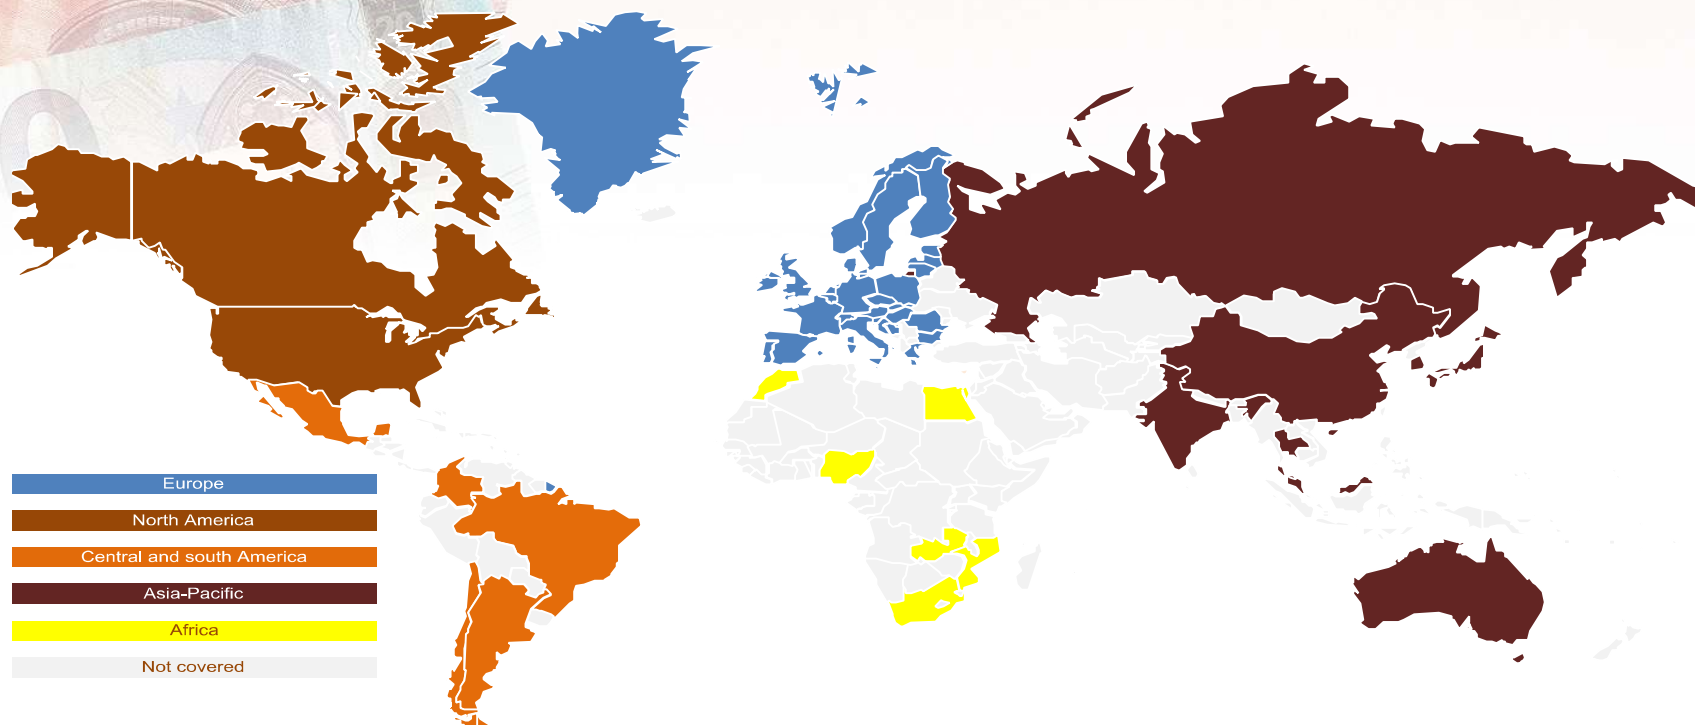 Europe
North America
Central and south America
Asia-Pacific
Africa
Not covered